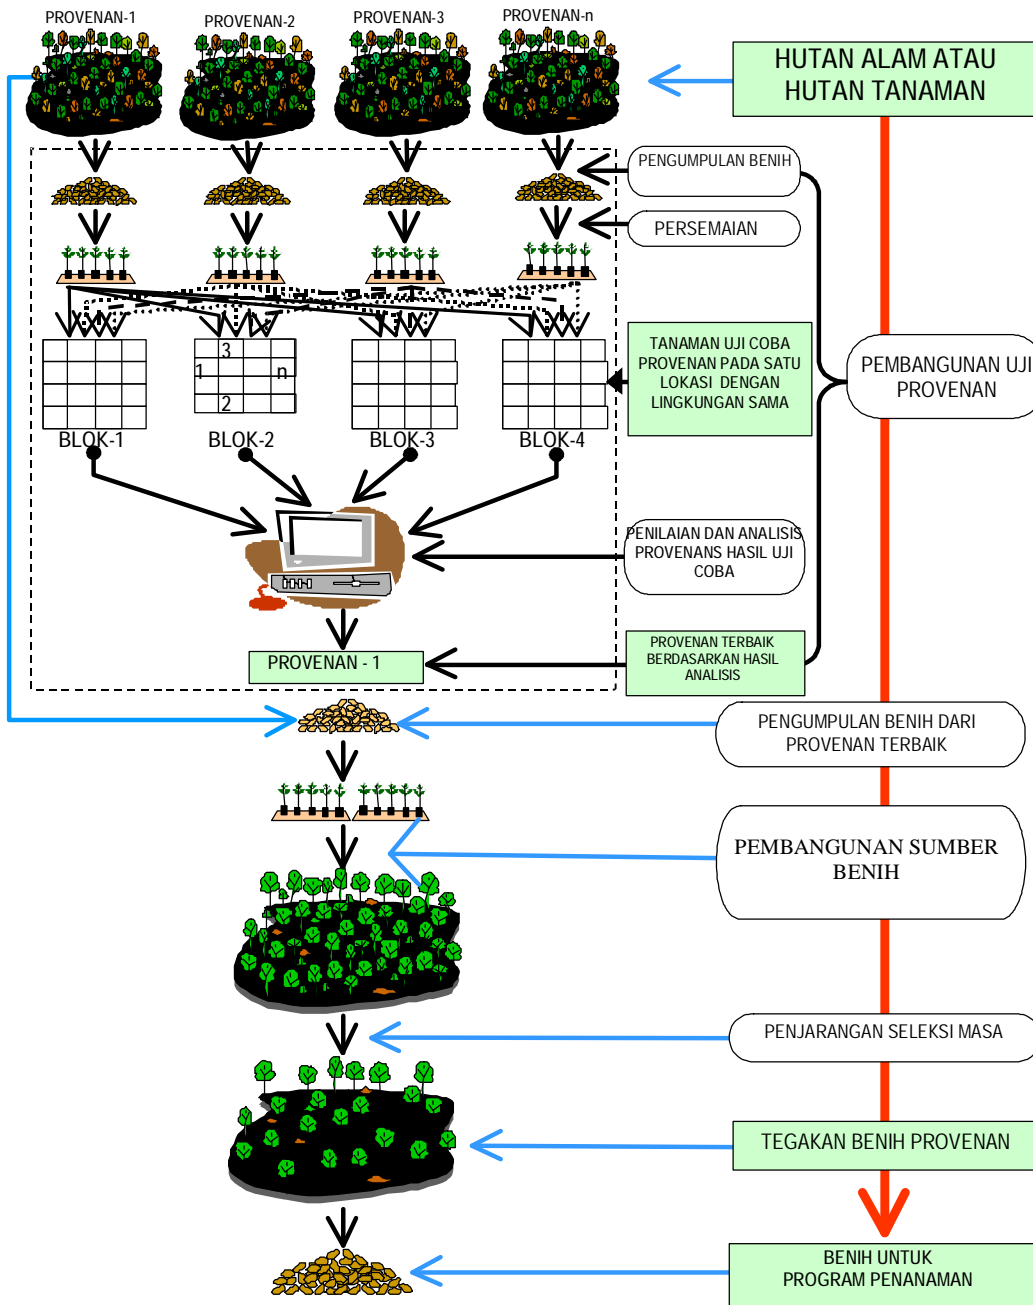 PROVENAN-1
PROVENAN-2
PROVENAN-3
PROVENAN-n
HUTAN ALAM ATAU
HUTAN TANAMAN
PENGUMPULAN BENIH
PERSEMAIAN
TANAMAN UJI COBA
PROVENAN PADA SATU
LOKASI DENGAN
LINGKUNGAN SAMA
PEMBANGUNAN UJI
PROVENAN
3
1
n
2
BLOK-1
BLOK-2
BLOK-3
BLOK-4
PENILAIAN DAN ANALISIS
PROVENANS HASIL UJI
COBA
PROVENAN - 1
PROVENAN TERBAIK
BERDASARKAN HASIL
ANALISIS
PENGUMPULAN BENIH DARI
PROVENAN TERBAIK
PEMBANGUNAN SUMBER
BENIH
PENJARANGAN SELEKSI MASA
TEGAKAN BENIH PROVENAN
BENIH UNTUK
PROGRAM PENANAMAN